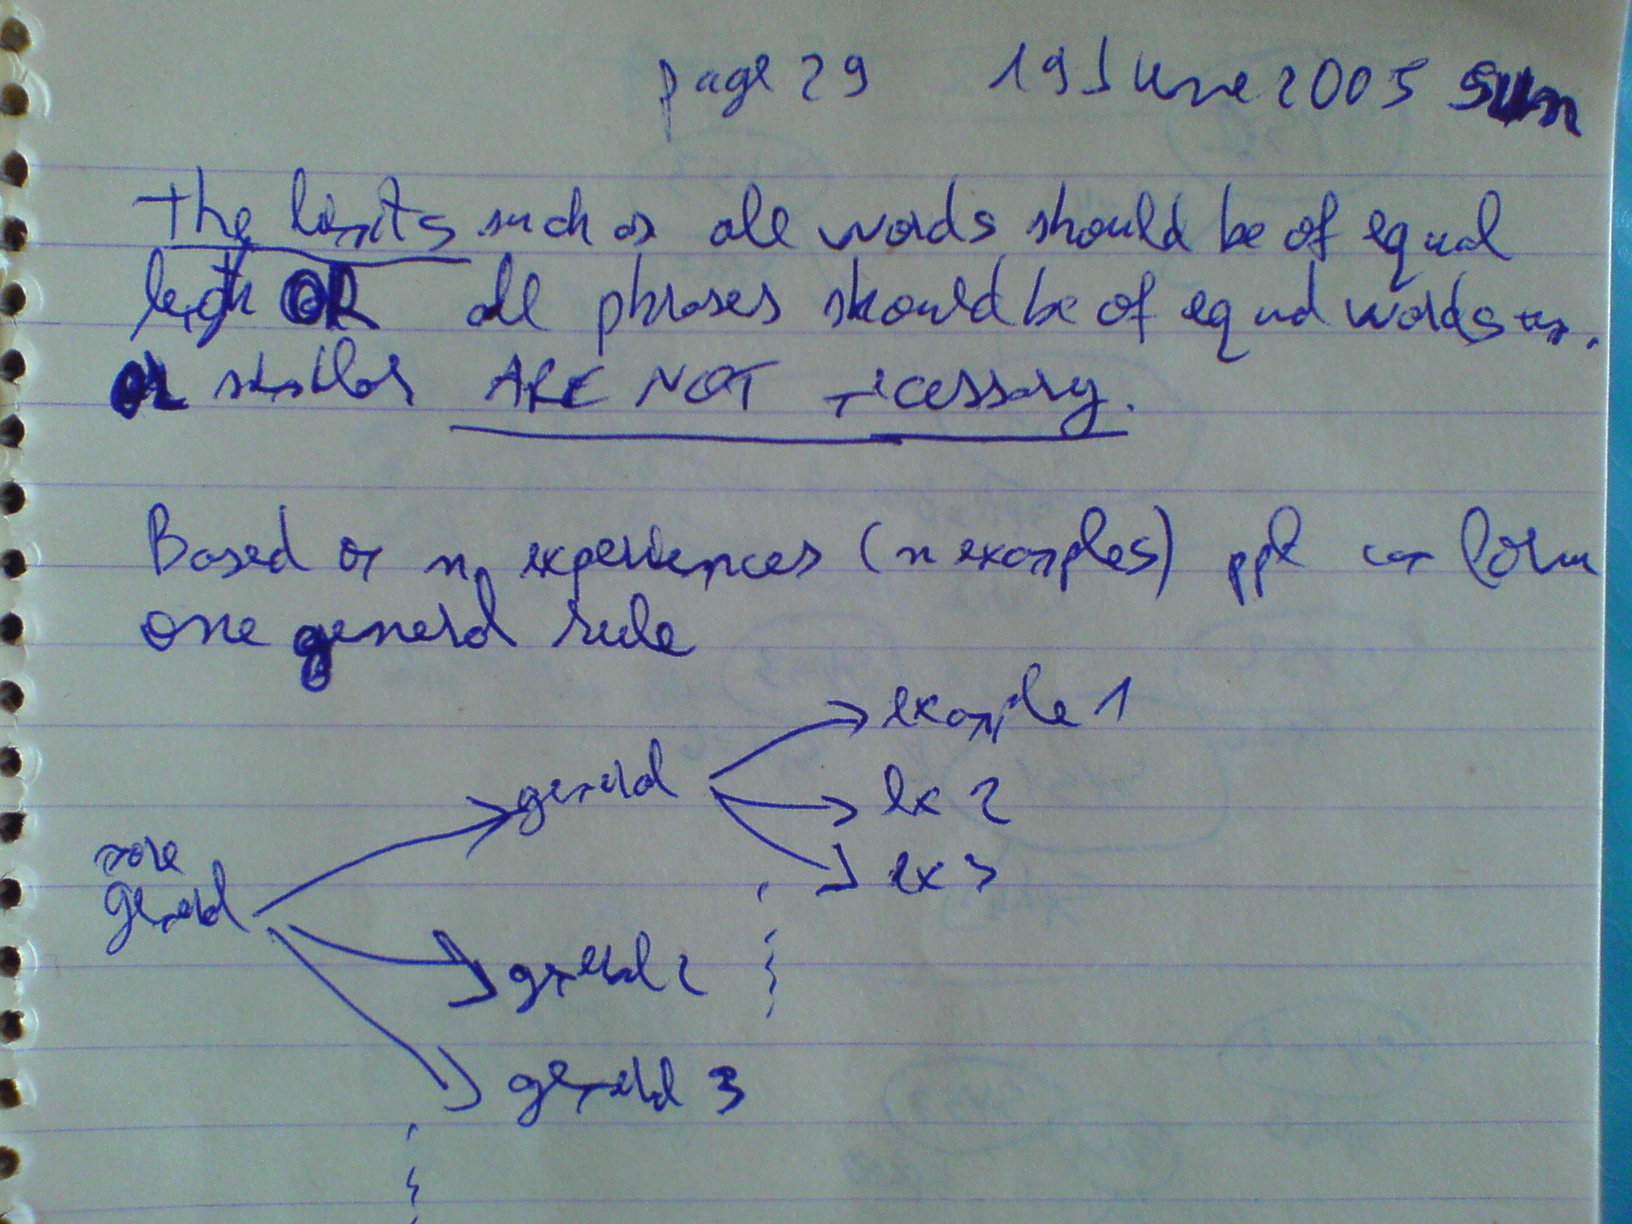 page 29 19 June 2005 Sun
The limits such as all words should be of equal
length OR all phrases should be of equal words
or similar ARE NOT necessary.
Based on n experiences (n examples) ppl can form
one general rule
example 1
general
ex 2
more
ex 3
general
general 2
general 3